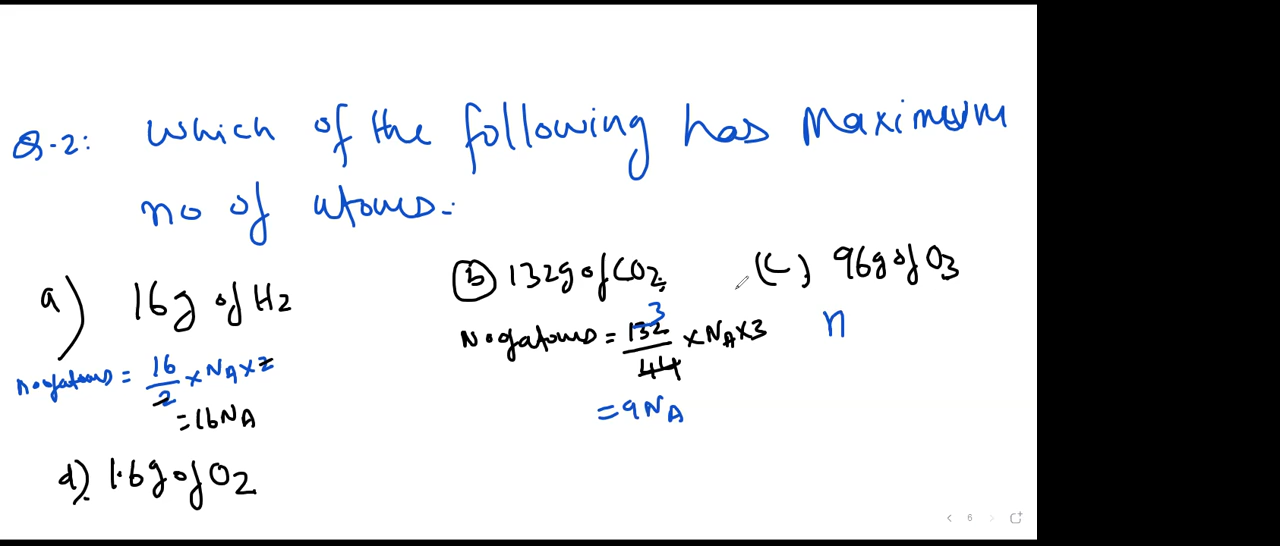 Q.2: Which of the following has Maximum
no of atoms.
a) 16g of H2
no of atoms = 16/2 × NA × 2
= 16NA
(b) 132g of CO2
No of atoms = 132/44 × NA × 3
3
= 9NA
(C) 96g of O3
n
d) 1.6g of O2
6